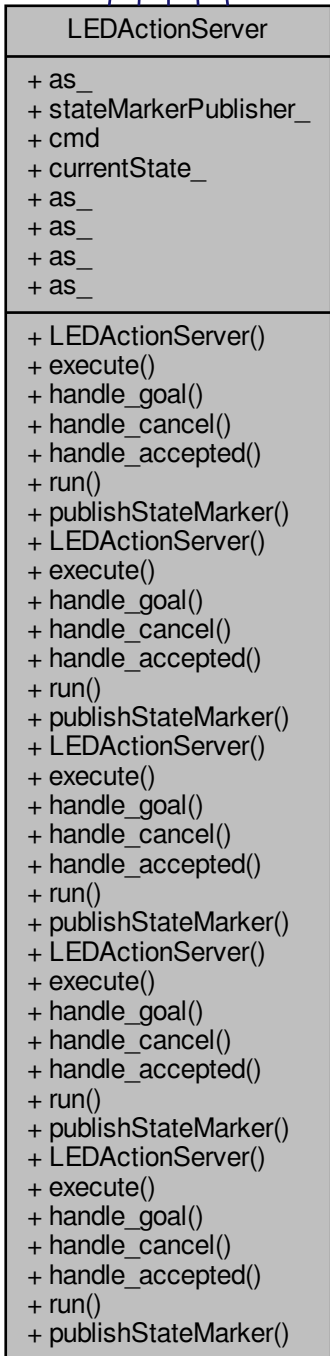 LEDActionServer
+ as_
+ stateMarkerPublisher_
+ cmd
+ currentState_
+ as_
+ as_
+ as_
+ as_
+ LEDActionServer()
+ execute()
+ handle_goal()
+ handle_cancel()
+ handle_accepted()
+ run()
+ publishStateMarker()
+ LEDActionServer()
+ execute()
+ handle_goal()
+ handle_cancel()
+ handle_accepted()
+ run()
+ publishStateMarker()
+ LEDActionServer()
+ execute()
+ handle_goal()
+ handle_cancel()
+ handle_accepted()
+ run()
+ publishStateMarker()
+ LEDActionServer()
+ execute()
+ handle_goal()
+ handle_cancel()
+ handle_accepted()
+ run()
+ publishStateMarker()
+ LEDActionServer()
+ execute()
+ handle_goal()
+ handle_cancel()
+ handle_accepted()
+ run()
+ publishStateMarker()